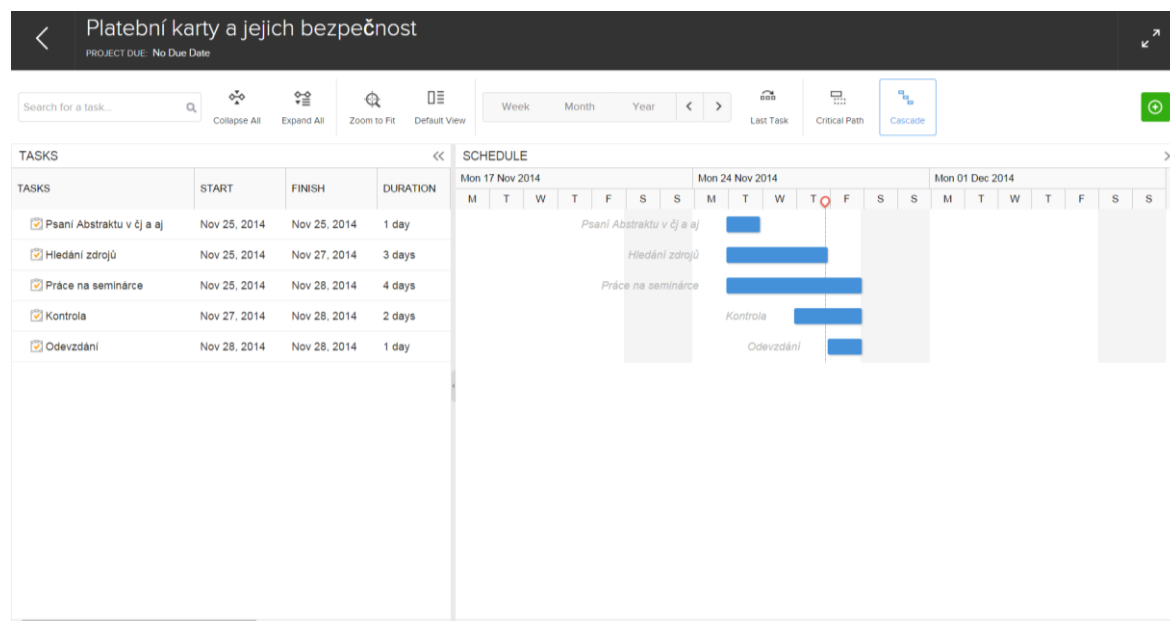 Platební karty a jejich bezpečnost
PROJECT DUE: No Due Date
Search for a task...
Collapse All
Expand All
Zoom to Fit
Default View
Week Month Year
Last Task
Critical Path
Cascade
TASKS
SCHEDULE
TASKS START FINISH DURATION
Mon 17 Nov 2014 Mon 24 Nov 2014 Mon 01 Dec 2014
M T W T F S S M T W T F S S M T W T F S S
Psaní Abstraktu v čj a aj Nov 25, 2014 Nov 25, 2014 1 day Psaní Abstraktu v čj a aj
Hledání zdrojů Nov 25, 2014 Nov 27, 2014 3 days Hledání zdrojů
Práce na seminárce Nov 25, 2014 Nov 28, 2014 4 days Práce na seminárce
Kontrola Nov 27, 2014 Nov 28, 2014 2 days Kontrola
Odevzdání Nov 28, 2014 Nov 28, 2014 1 day Odevzdání